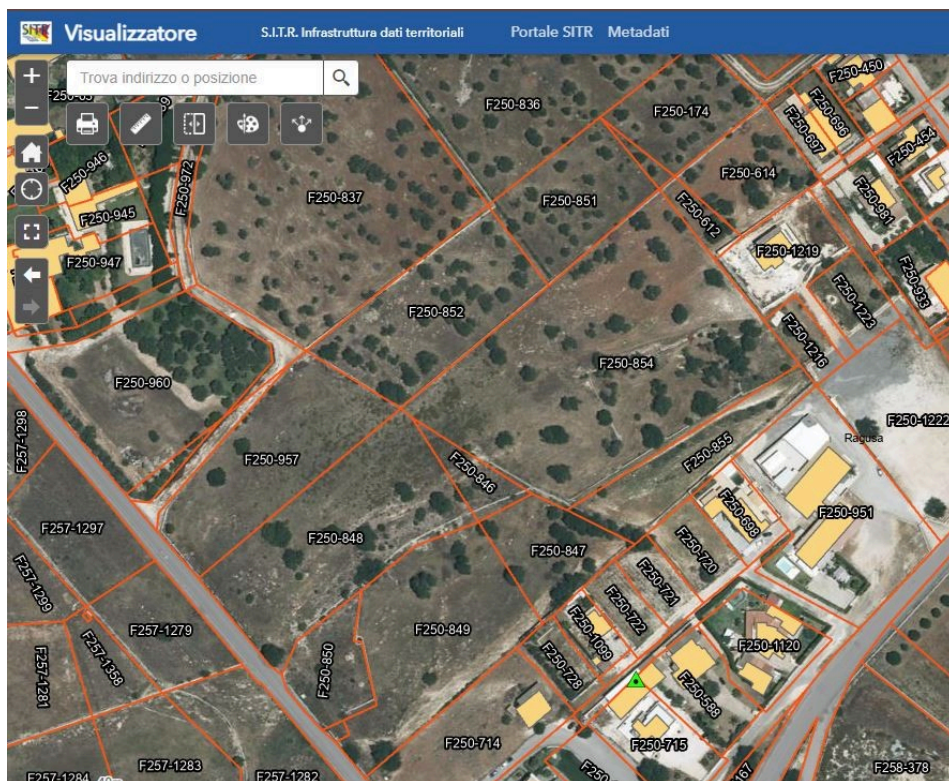 SITR Visualizzatore S.I.T.R. Infrastruttura dati territoriali Portale SITR Metadati
+ Trova indirizzo o posizione
F250-450
F250-836
F250-174
F250-696
F250-697
F250-454
F250-946
F250-972
F250-837
F250-851
F250-614
F250-945
F250-612
F250-981
F250-947
F250-1219
F250-933
F250-1223
F250-852
F250-1216
F250-854
F250-960
F257-1298
F250-1222
Ragusa
F250-957
F250-846
F250-855
F250-698
F250-951
F257-1297
F250-848
F250-847
F250-720
F250-721
F257-1299
F250-722
F257-1279
F250-849
F250-1099
F250-1120
F257-1358
F250-850
F257-1281
F250-728
F250-588
F250-714
F250-715
F257-1283
F258-378
F257-1284
F257-1282